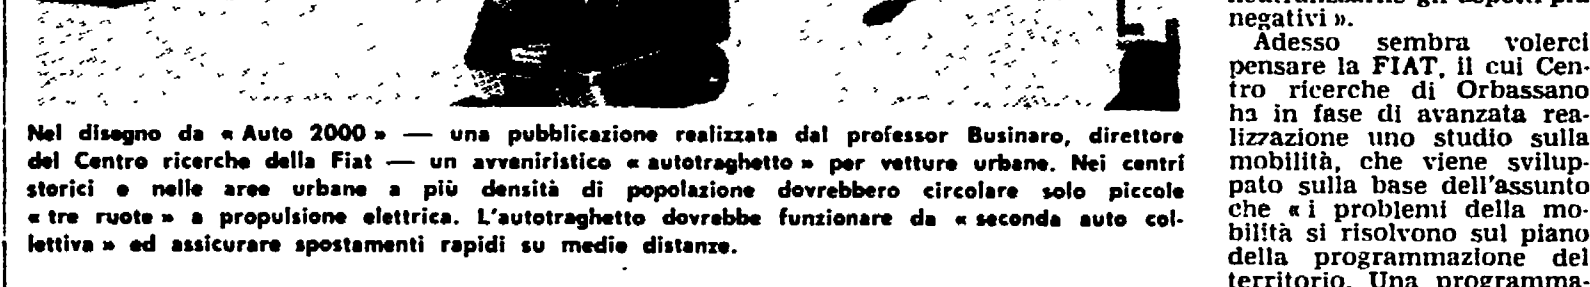 Nel disegno da « Auto 2000 » — una pubblicazione realizzata dal professor Businaro, direttore
del Centro ricerche della Fiat — un avveniristico « autotraghetto » per vetture urbane. Nei centri
storici e nelle aree urbane a più densità di popolazione dovrebbero circolare solo piccole
« tre ruote » a propulsione elettrica. L'autotraghetto dovrebbe funzionare da « seconda auto col-
lettiva » ed assicurare spostamenti rapidi su medie distanze.
negativi ».
Adesso sembra volerci
pensare la FIAT, il cui Cen-
tro ricerche di Orbassano
ha in fase di avanzata rea-
lizzazione uno studio sulla
mobilità, che viene svilup-
pato sulla base dell'assunto
che « i problemi della mo-
bilità si risolvono sul piano
della programmazione del
territorio. Una programma-